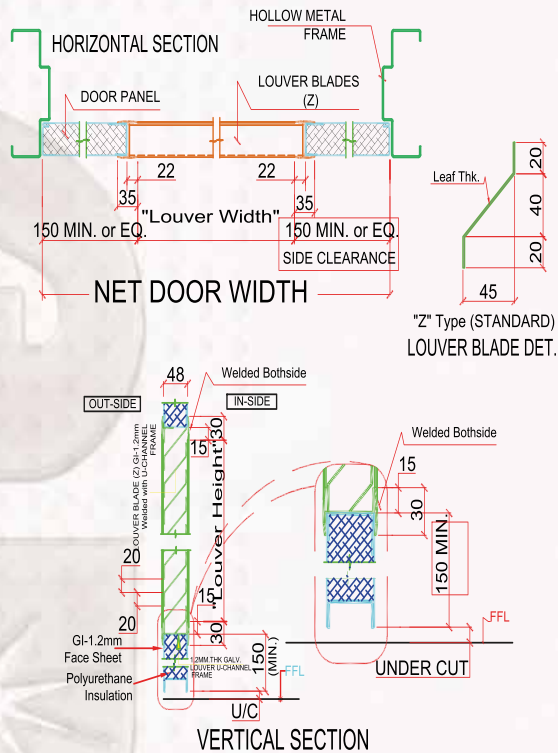 HOLLOW METAL
FRAME
HORIZONTAL SECTION
DOOR PANEL
LOUVER BLADES
(Z)
22
22
35
35
"Louver Width"
150 MIN. or EQ.
150 MIN. or EQ.
SIDE CLEARANCE
NET DOOR WIDTH
Leaf Thk.
20
40
20
45
"Z" Type (STANDARD)
LOUVER BLADE DET.
48
Welded Bothside
OUT-SIDE
IN-SIDE
30
15
LOUVER BLADE (Z) GI-1.2mm
Welded with U-CHANNEL
FRAME
"Louver Height"
20
20
15
30
GI-1.2mm
Face Sheet
Polyurethane
Insulation
1.2MM.THK GALV.
LOUVER U-CHANNEL
FRAME
150
(MIN.)
FFL
U/C
Welded Bothside
15
30
150 MIN.
FFL
UNDER CUT
VERTICAL SECTION